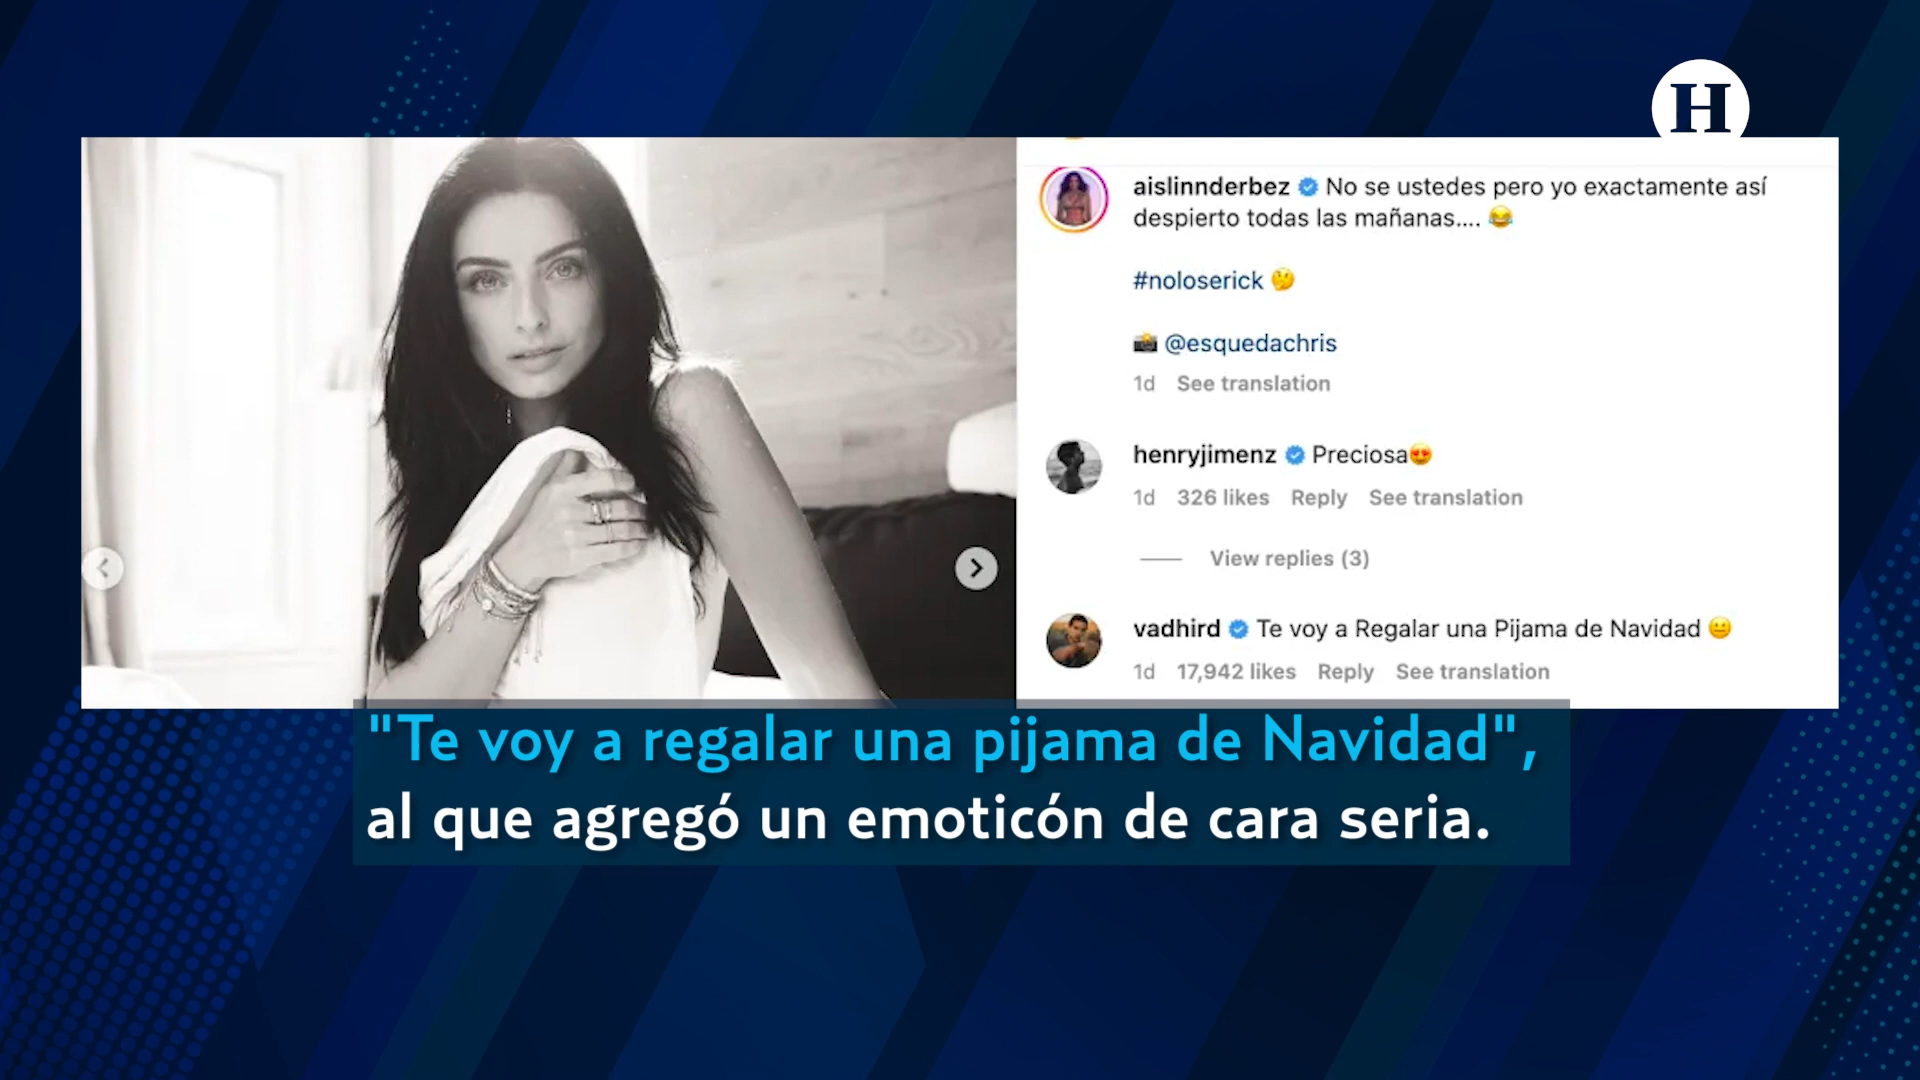 H
aislinnderbez No se ustedes pero yo exactamente así
despierto todas las mañanas.... 😂
#noloserick 🤔
📸 @esquedachris
1d See translation
henryjimenz Preciosa😍
1d 326 likes Reply See translation
View replies (3)
vadhird Te voy a Regalar una Pijama de Navidad 😐
1d 17,942 likes Reply See translation
"Te voy a regalar una pijama de Navidad",
al que agregó un emoticón de cara seria.